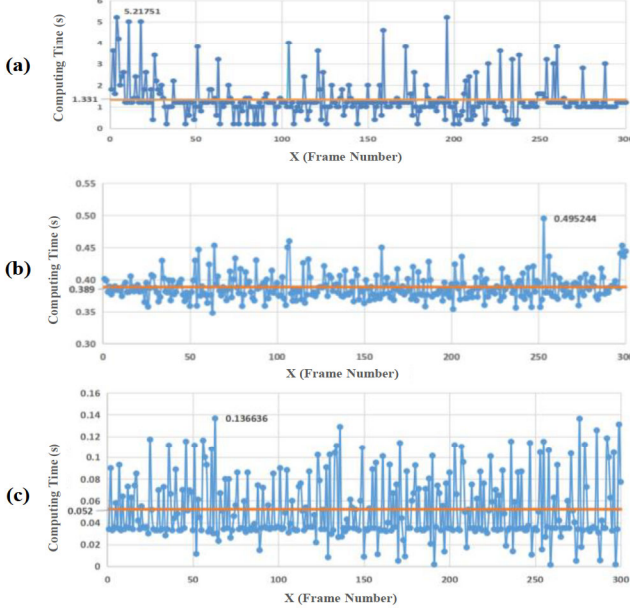 6
5.21751
5
4
3
2
1.331
1
0
0 50 100 150 200 250 300
X (Frame Number)
Computing Time (s)
(a)
0.55
0.50
0.495244
0.45
0.40
0.389
0.35
0.30
0 50 100 150 200 250 300
X (Frame Number)
Computing Time (s)
(b)
0.16
0.14
0.136636
0.12
0.1
0.08
0.06
0.052
0.04
0.02
0
0 50 100 150 200 250 300
X (Frame Number)
Computing Time (s)
(c)